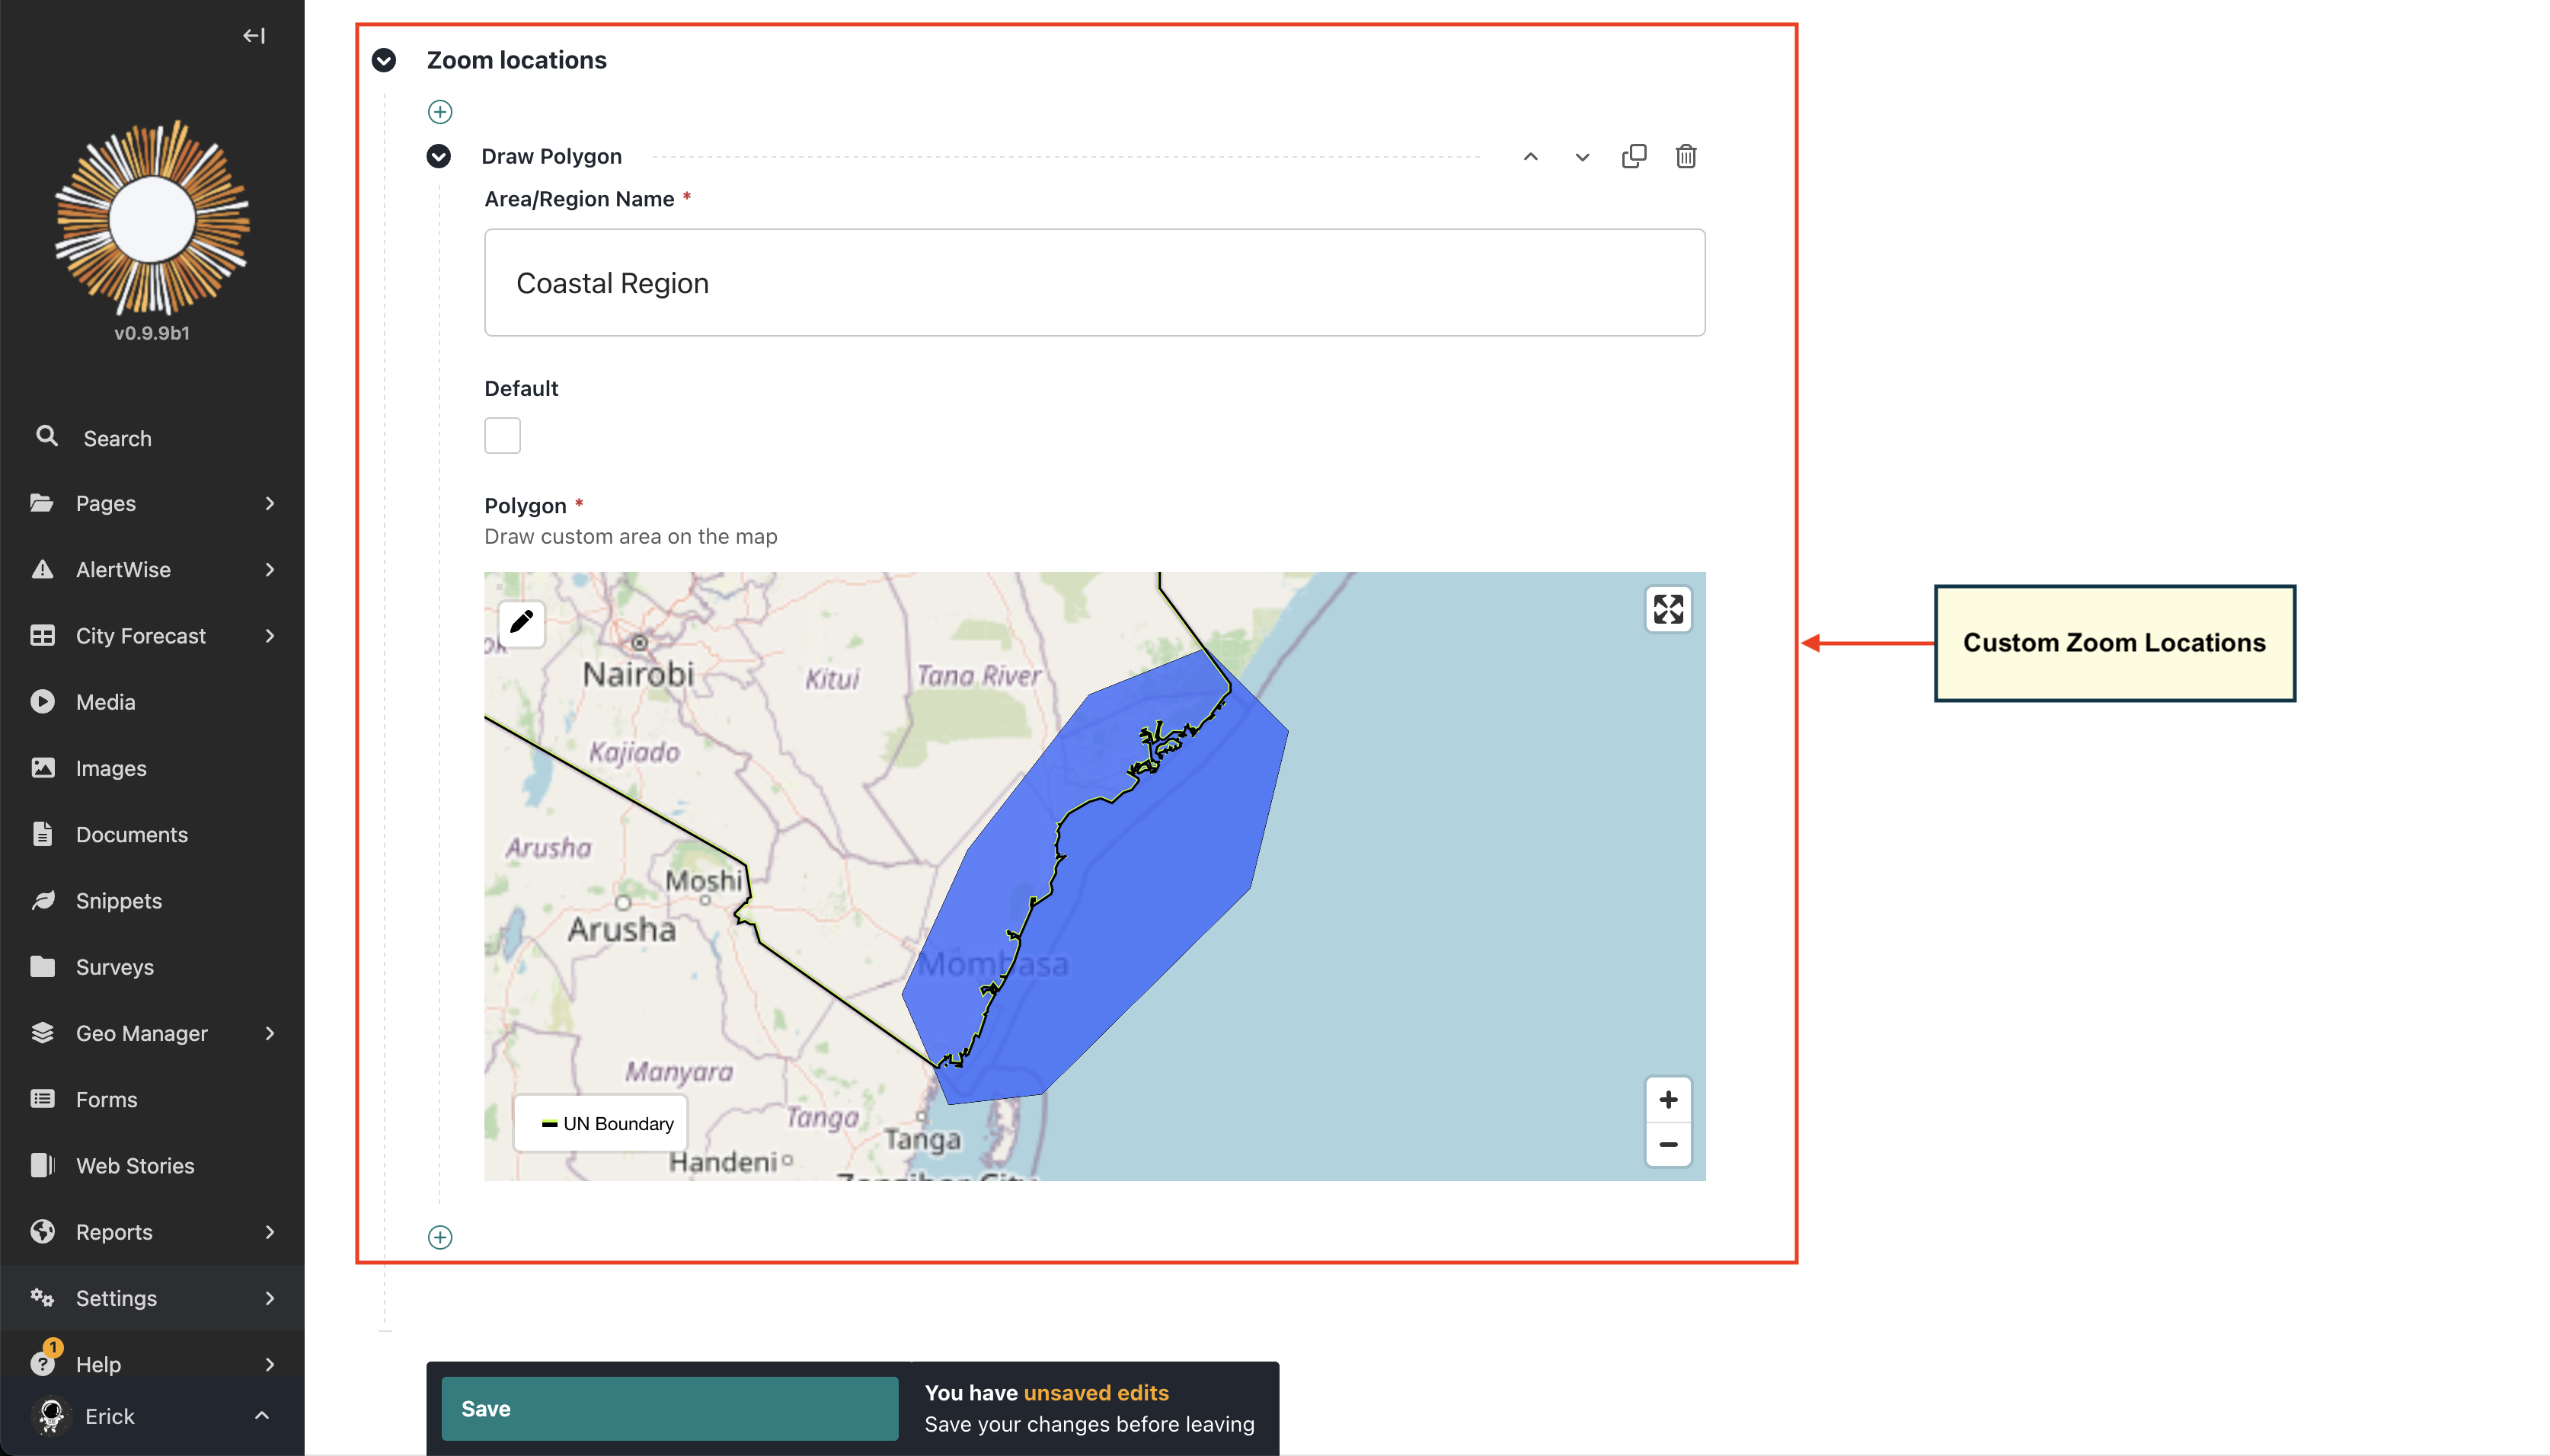 v0.9.9b1
Search
Pages
AlertWise
City Forecast
Media
Images
Documents
Snippets
Surveys
Geo Manager
Forms
Web Stories
Reports
Settings
1
Help
Erick
Zoom locations
Draw Polygon
Area/Region Name *
Coastal Region
Default
Polygon *
Draw custom area on the map
Nairobi
Kitui
Tana River
Kajiado
Arusha
Moshi
Arusha
Mombasa
Manyara
Tanga
Tanga
Handeni
Zanzibar City
UN Boundary
Custom Zoom Locations
Save
You have unsaved edits
Save your changes before leaving